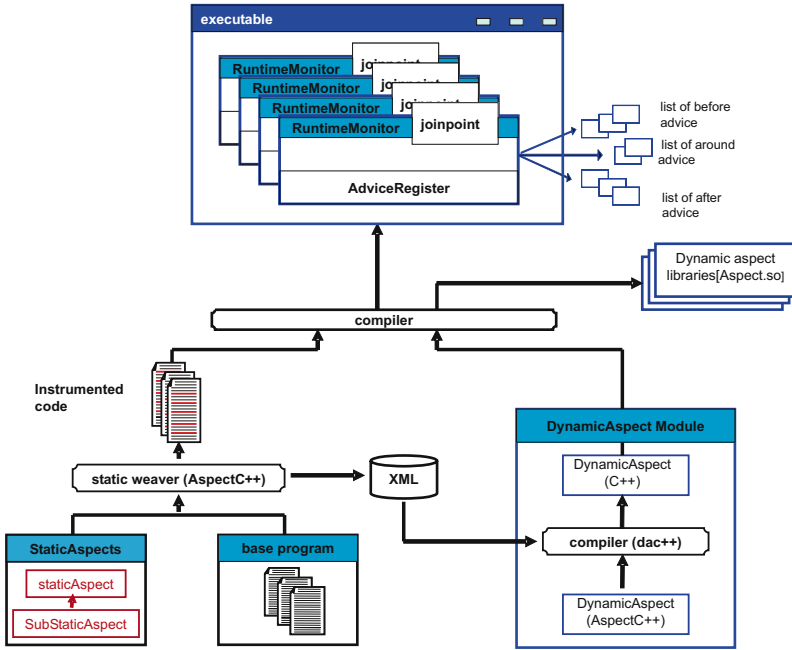 executable
joinpoint
RuntimeMonitor
joinpoint
RuntimeMonitor
joinpoint
RuntimeMonitor
joinpoint
RuntimeMonitor
AdviceRegister
list of before
advice
list of around
advice
list of after
advice
Dynamic aspect
libraries[Aspect.so]
compiler
Instrumented
code
static weaver (AspectC++)
XML
StaticAspects
staticAspect
SubStaticAspect
base program
DynamicAspect Module
DynamicAspect
(C++)
compiler (dac++)
DynamicAspect
(AspectC++)